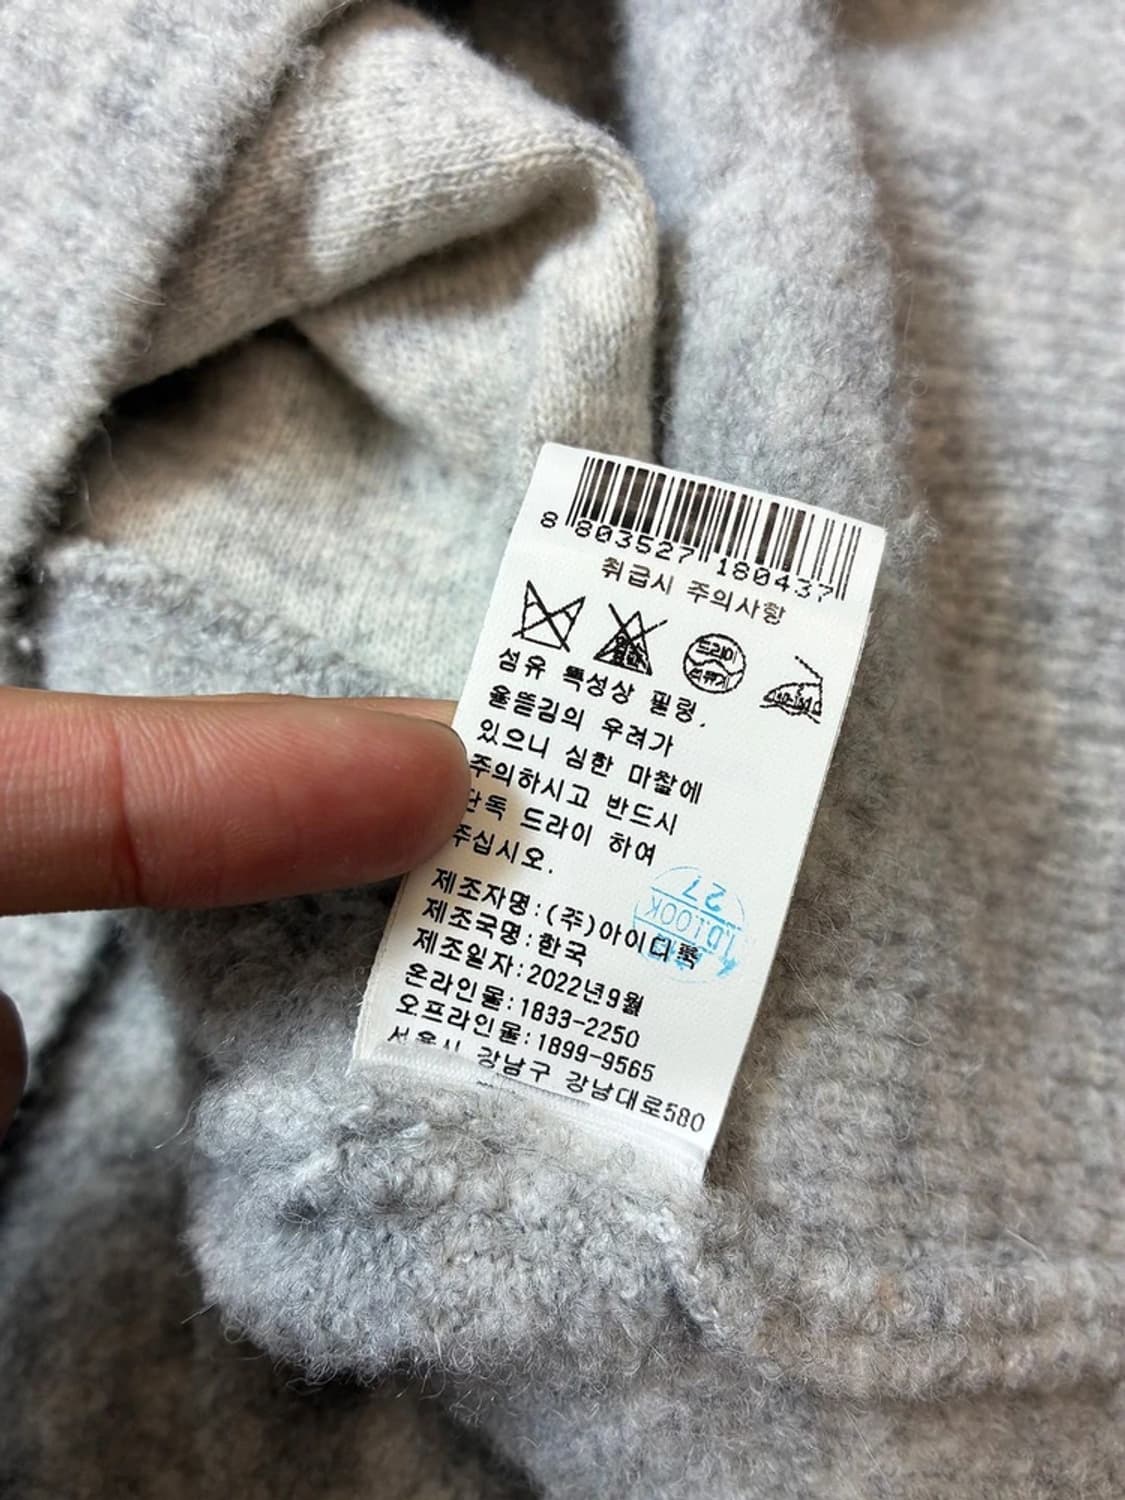 8 803527 180437
취급시 주의사항
드라이
섬유 특성상 필링,
올뜯김의 우려가
있으니 심한 마찰에
주의하시고 반드시
단독 드라이 하여
주십시오.
제조자명:(주)아이디룩
제조국명:한국
제조일자:2022년9월
온라인몰:1833-2250
오프라인몰:1899-9565
서울시 강남구 강남대로580
27
I.D.LOOK